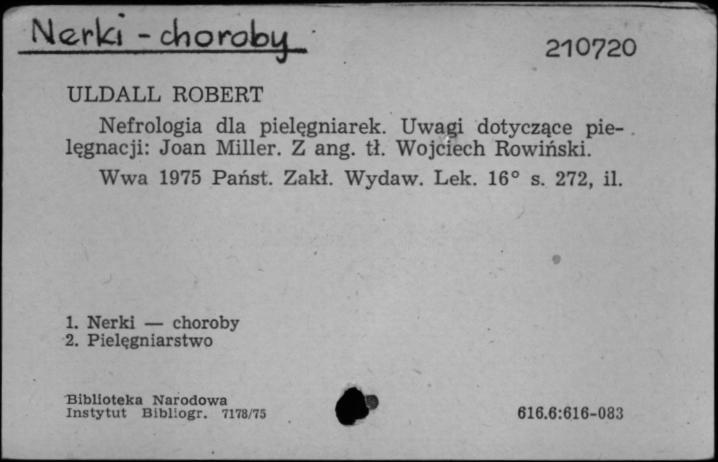 Nerki - choroby
210720
ULDALL ROBERT
Nefrologia dla pielęgniarek. Uwagi dotyczące pie-
lęgnacji: Joan Miller. Z ang. tł. Wojciech Rowiński.
Wwa 1975 Państ. Zakł. Wydaw. Lek. 16° s. 272, il.
1. Nerki — choroby
2. Pielęgniarstwo
Biblioteka Narodowa
Instytut Bibliogr. 7178/75
616.6:616-083